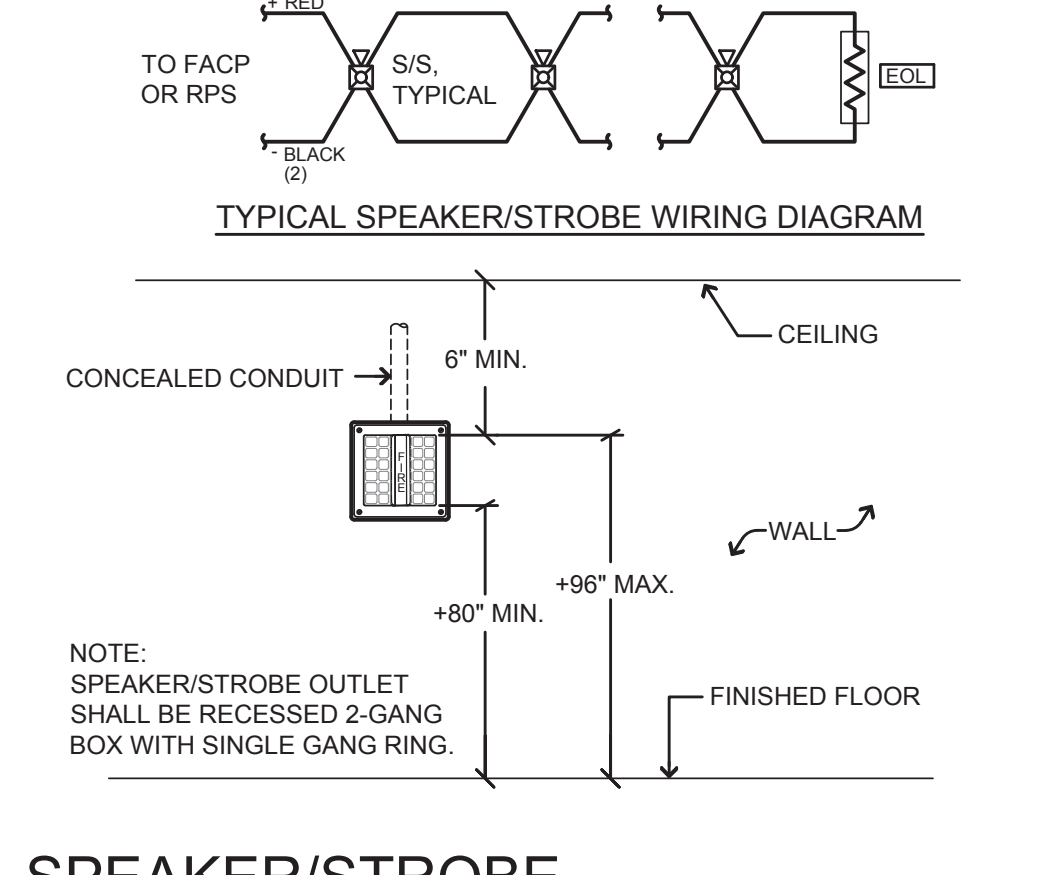 + RED
TO FACP
OR RPS
S/S,
TYPICAL
EOL
- BLACK
(2)
TYPICAL SPEAKER/STROBE WIRING DIAGRAM
CEILING
6" MIN.
CONCEALED CONDUIT
FIRE
WALL
+96" MAX.
+80" MIN.
NOTE:
SPEAKER/STROBE OUTLET
SHALL BE RECESSED 2-GANG
BOX WITH SINGLE GANG RING.
FINISHED FLOOR
SPEAKER/STROBE